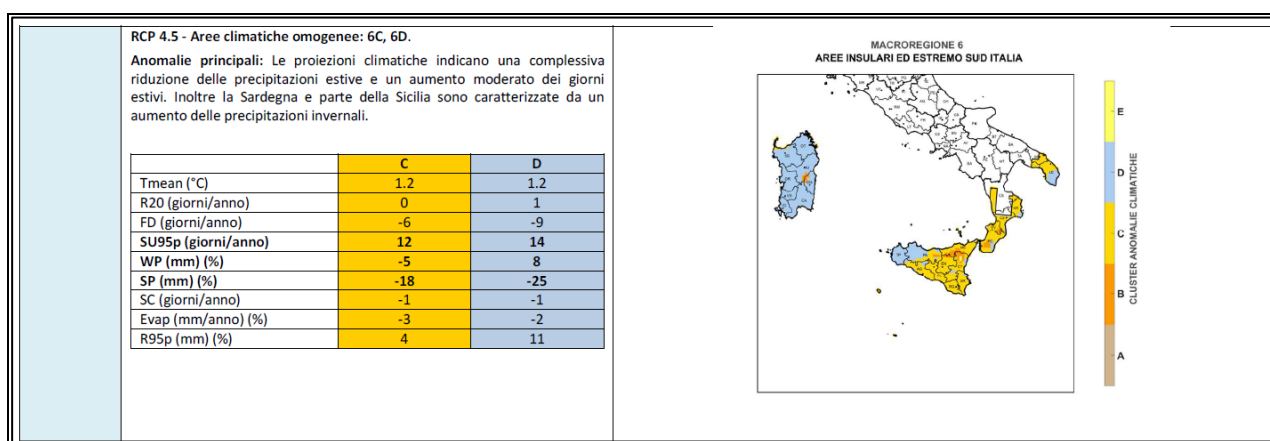 RCP 4.5 - Aree climatiche omogenee: 6C, 6D.
Anomalie principali: Le proiezioni climatiche indicano una complessiva
riduzione delle precipitazioni estive e un aumento moderato dei giorni
estivi. Inoltre la Sardegna e parte della Sicilia sono caratterizzate da un
aumento delle precipitazioni invernali.
C D
Tmean (°C) 1.2 1.2
R20 (giorni/anno) 0 1
FD (giorni/anno) -6 -9
SU95p (giorni/anno) 12 14
WP (mm) (%) -5 8
SP (mm) (%) -18 -25
SC (giorni/anno) -1 -1
Evap (mm/anno) (%) -3 -2
R95p (mm) (%) 4 11
MACROREGIONE 6
AREE INSULARI ED ESTREMO SUD ITALIA
E
D
C
B
A
CLUSTER ANOMALIE CLIMATICHE